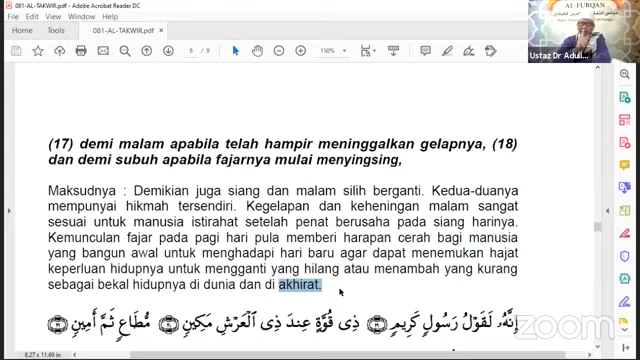 081-AL-TAKWIR.pdf - Adobe Acrobat Reader DC
File Edit View Window Help
Home Tools 081-AL-TAKWIR.pdf ×
6 / 9
150%
AL-FURQAN
Ustaz Dr Adull...
(17) demi malam apabila telah hampir meninggalkan gelapnya, (18)
dan demi subuh apabila fajarnya mulai menyingsing,
Maksudnya : Demikian juga siang dan malam silih berganti. Kedua-duanya
mempunyai hikmah tersendiri. Kegelapan dan keheningan malam sangat
sesuai untuk manusia istirahat setelah penat berusaha pada siang harinya.
Kemunculan fajar pada pagi hari pula memberi harapan cerah bagi manusia
yang bangun awal untuk menghadapi hari baru agar dapat menemukan hajat
keperluan hidupnya untuk mengganti yang hilang atau menambah yang kurang
sebagai bekal hidupnya di dunia dan di akhirat.
إِنَّهُۥ لَقَوْلُ رَسُولٍ كَرِيمٍ ۝١٩ ذِى قُوَّةٍ عِندَ ذِى ٱلْعَرْشِ مَكِينٍ ۝٢٠ مُّطَاعٍ ثَمَّ أَمِينٍ ۝٢١
zoom
8.27 x 11.69 in